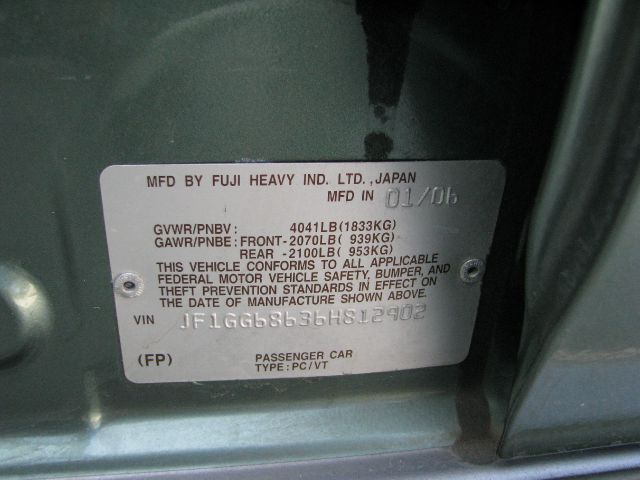 MFD BY FUJI HEAVY IND. LTD., JAPAN
MFD IN 01/06
GVWR/PNBV: 4041LB(1833KG)
GAWR/PNBE: FRONT-2070LB( 939KG)
REAR -2100LB( 953KG)
THIS VEHICLE CONFORMS TO ALL APPLICABLE
FEDERAL MOTOR VEHICLE SAFETY, BUMPER, AND
THEFT PREVENTION STANDARDS IN EFFECT ON
THE DATE OF MANUFACTURE SHOWN ABOVE.
VIN JF1GG68636H812902
(FP) PASSENGER CAR
TYPE: PC/VT